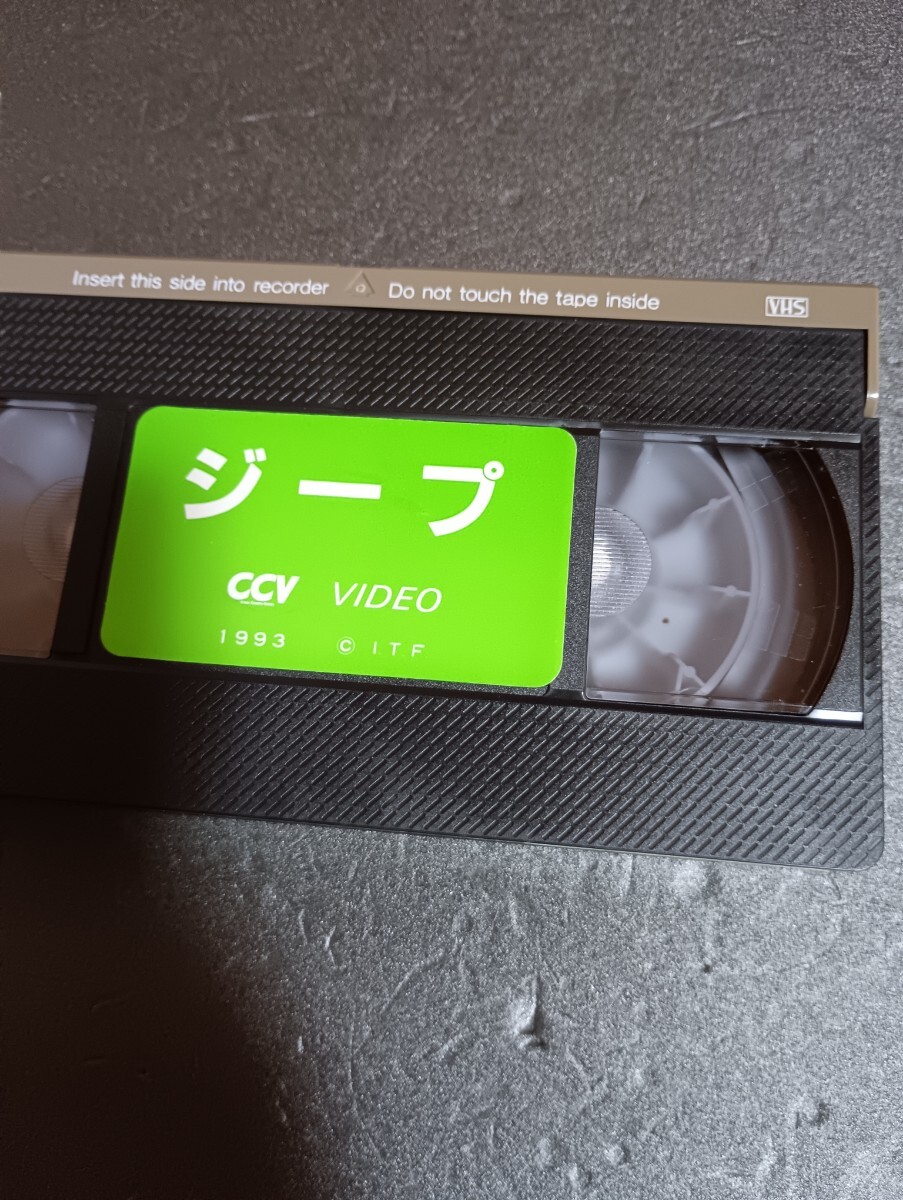 Insert this side into recorder Do not touch the tape inside VHS
ジープ
CCV VIDEO
1993 © ITF